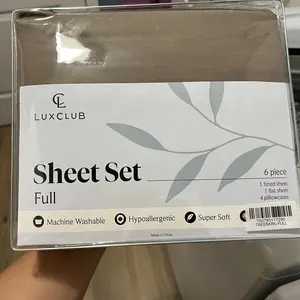 CL
LUXCLUB
Sheet Set
Full
6 piece
1 fitted sheet
1 flat sheet
4 pillowcases
Machine Washable
Hypoallergenic
Super Soft
Made in China